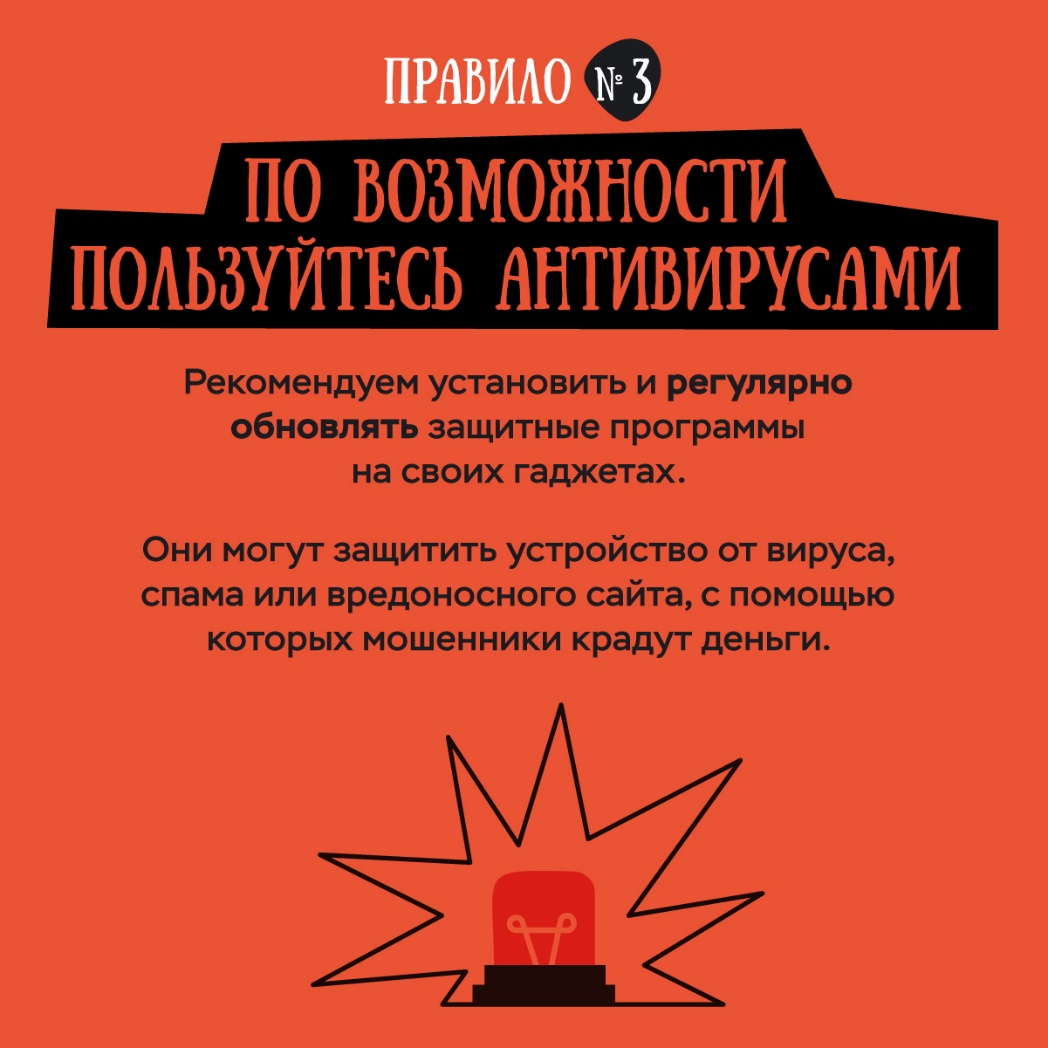 ПРАВИЛО № 3
ПО ВОЗМОЖНОСТИ
ПОЛЬЗУЙТЕСЬ АНТИВИРУСАМИ
Рекомендуем установить и регулярно
обновлять защитные программы
на своих гаджетах.
Они могут защитить устройство от вируса,
спама или вредоносного сайта, с помощью
которых мошенники крадут деньги.